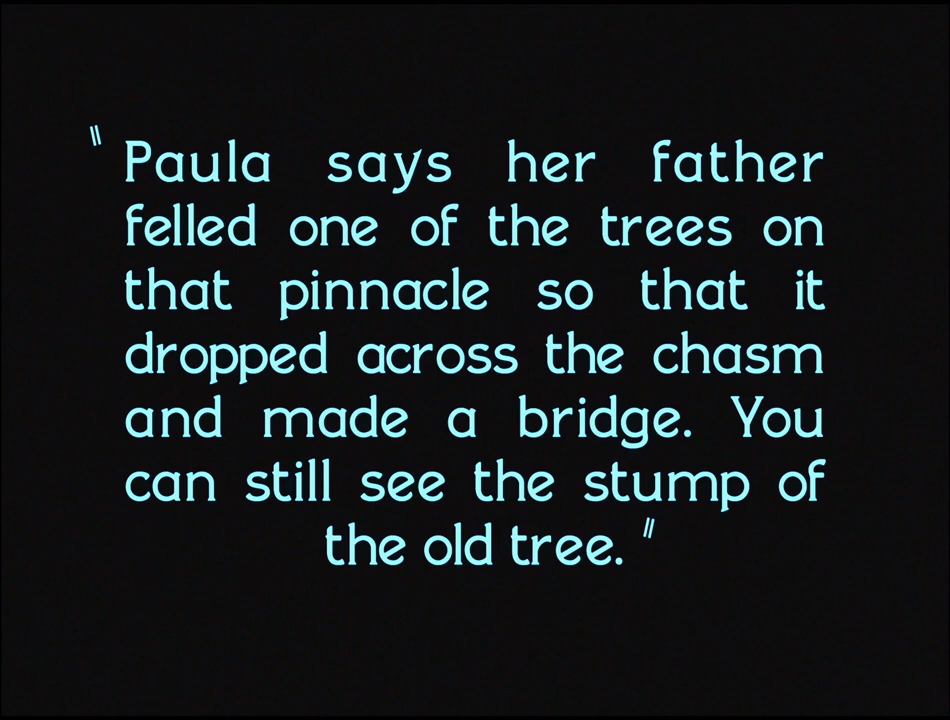 "Paula says her father
felled one of the trees on
that pinnacle so that it
dropped across the chasm
and made a bridge. You
can still see the stump of
the old tree."